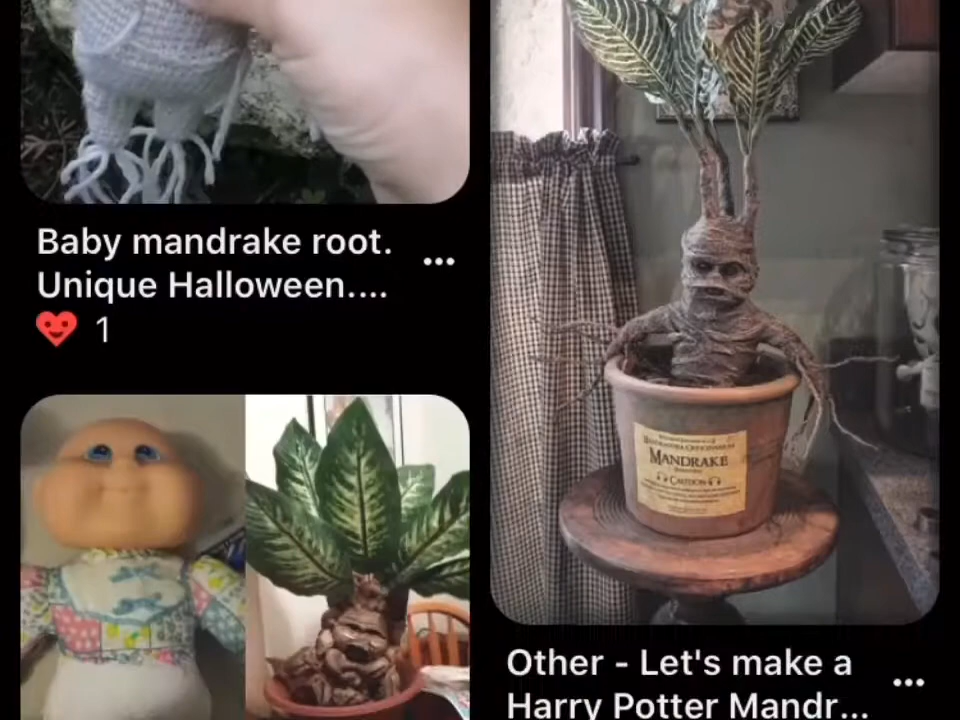 Baby mandrake root.
Unique Halloween....
1
MANDRAKE
CAUTION
Other - Let's make a
Harry Potter Mandr...